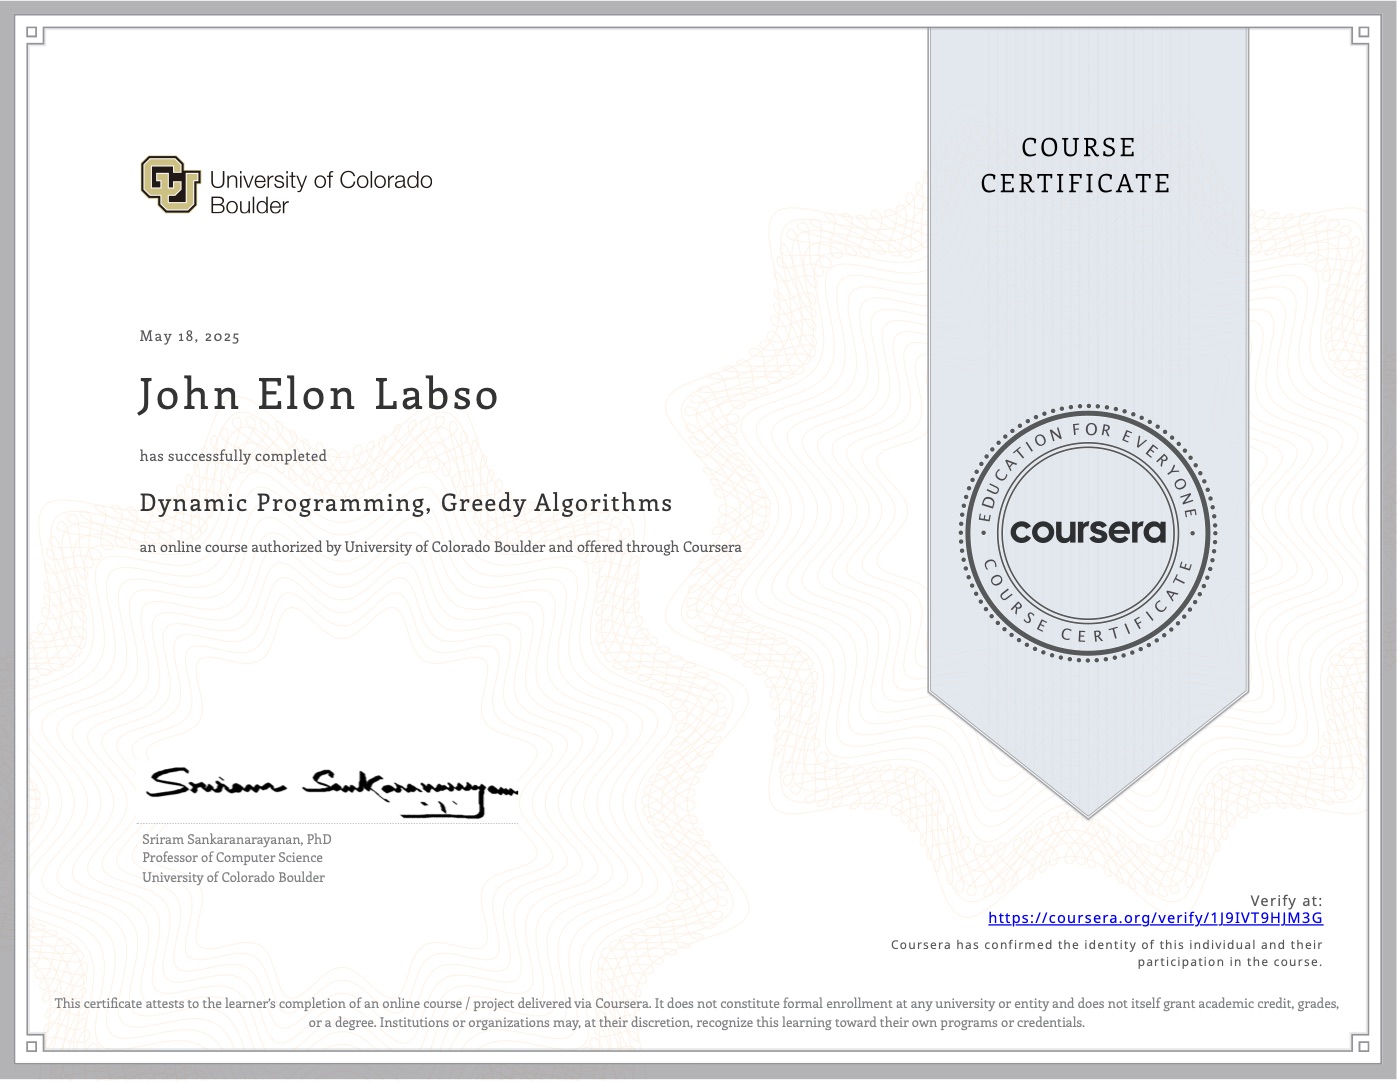 University of Colorado
Boulder
COURSE
CERTIFICATE
May 18, 2025
John Elon Labso
has successfully completed
Dynamic Programming, Greedy Algorithms
an online course authorized by University of Colorado Boulder and offered through Coursera
EDUCATION FOR EVERYONE
coursera
COURSE CERTIFICATE
Sriram Sankaranarayanan
Sriram Sankaranarayanan, PhD
Professor of Computer Science
University of Colorado Boulder
Verify at:
https://coursera.org/verify/1J9IVT9HJM3G
Coursera has confirmed the identity of this individual and their
participation in the course.
This certificate attests to the learner's completion of an online course / project delivered via Coursera. It does not constitute formal enrollment at any university or entity and does not itself grant academic credit, grades,
or a degree. Institutions or organizations may, at their discretion, recognize this learning toward their own programs or credentials.